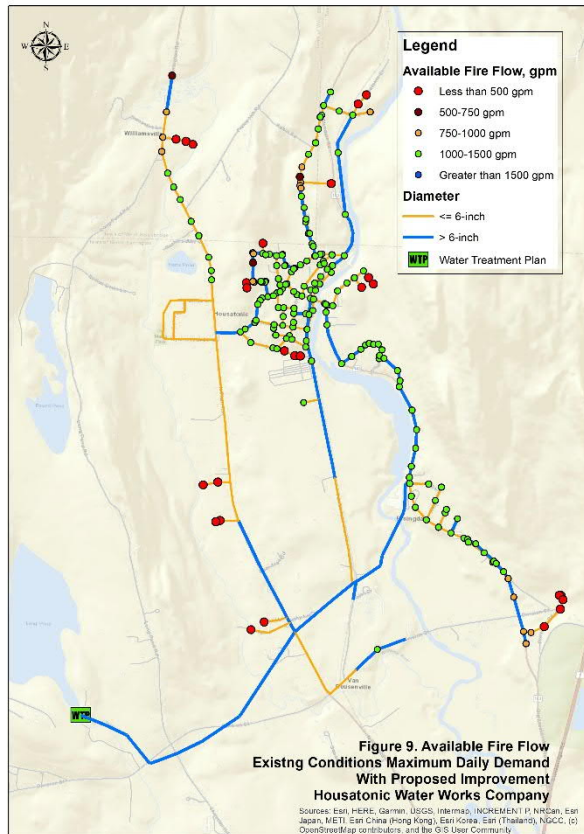 N
W
E
S
Legend
Available Fire Flow, gpm
Less than 500 gpm
500-750 gpm
750-1000 gpm
1000-1500 gpm
Greater than 1500 gpm
Diameter
<= 6-inch
> 6-inch
WTP Water Treatment Plan
Williamsville
Housatonic
WTP
Van
Deusenville
Figure 9. Available Fire Flow
Existng Conditions Maximum Daily Demand
With Proposed Improvement
Housatonic Water Works Company
Sources: Esri, HERE, Garmin, USGS, Intermap, INCREMENT P, NRCan, Esri
Japan, METI, Esri China (Hong Kong), Esri Korea, Esri (Thailand), NGCC, (c)
OpenStreetMap contributors, and the GIS User Community